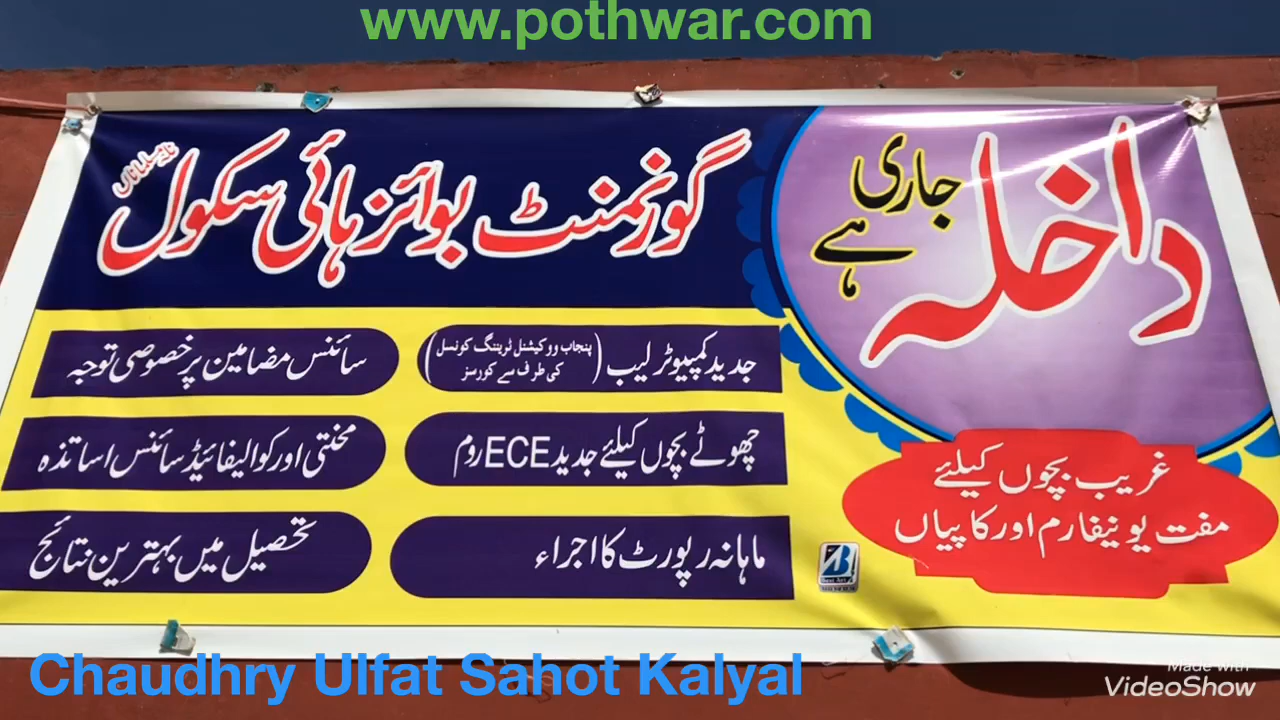 www.pothwar.com
داخلہ
جاری
ہے
گورنمنٹ بوائز ہائی سکول
جدید کمپیوٹر لیب (پنجاب ووکیشنل ٹریننگ کونسل
کی طرف سے کورسز)
سائنس مضامین پر خصوصی توجہ
چھوٹے بچوں کیلئے جدید ECE روم
محنتی اور کوالیفائیڈ سائنس اساتذہ
ماہانہ رپورٹ کا اجراء
تحصیل میں بہترین نتائج
غریب بچوں کیلئے
مفت یونیفارم اور کاپیاں
Chaudhry Ulfat Sahot Kalyal
Made with
VideoShow